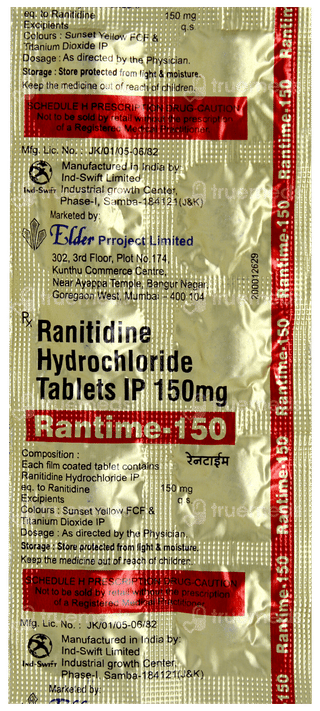 eq. to Ranitidine 150 mg
Excipients q.s.
Colours : Sunset Yellow FCF &
Titanium Dioxide IP
Dosage : As directed by the Physician.
Storage : Store protected from light & moisture.
Keep the medicine out of reach of children.
SCHEDULE H PRESCRIPTION DRUG-CAUTION
Not to be sold by retail without the prescription
of a Registered Medical Practitioner.
Mfg. Lic. No. : JK/01/05-06/82
Manufactured in India by:
Ind-Swift Limited
Industrial growth Center,
Phase-I, Samba-184121(J&K)
Ind-Swift
Marketed by:
Elder Prroject Limited
302, 3rd Floor, Plot No.174,
Kunthu Commerce Centre,
Near Ayappa Temple, Bangur Nagar,
Goregaon West, Mumbai - 400 104
200012629
Rx
Ranitidine
Hydrochloride
Tablets IP 150mg
Rantime-150
रेनटाईम
Composition :
Each film coated tablet contains
Ranitidine Hydrochloride IP
eq. to Ranitidine 150 mg
Excipients q.s.
Colours : Sunset Yellow FCF &
Titanium Dioxide IP
Dosage : As directed by the Physician.
Storage : Store protected from light & moisture.
Keep the medicine out of reach of children.
SCHEDULE H PRESCRIPTION DRUG-CAUTION
Not to be sold by retail without the prescription
of a Registered Medical Practitioner.
Mfg. Lic. No. : JK/01/05-06/82
Manufactured in India by:
Ind-Swift Limited
Industrial growth Center,
Phase-I, Samba-184121(J&K)
Ind-Swift
Marketed by:
Rantime-150
Rantime-150
Rantime-150
Rantime-150
Rantime-150